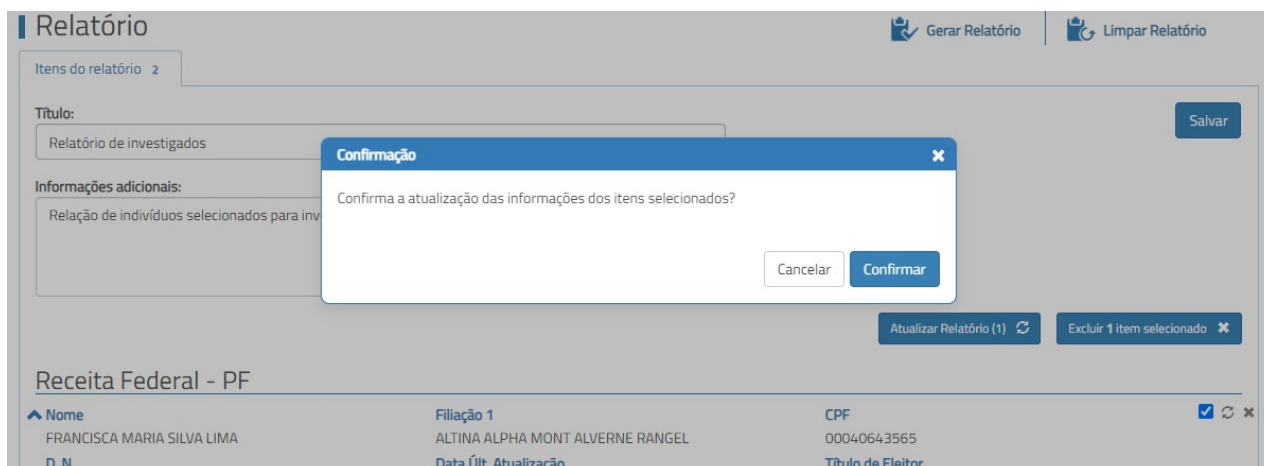 Relatório
Gerar Relatório
Limpar Relatório
Itens do relatório 2
Título:
Salvar
Relatório de investigados
Confirmação
Informações adicionais:
Confirma a atualização das informações dos itens selecionados?
Relação de indivíduos selecionados para inv
Cancelar
Confirmar
Atualizar Relatório (1)
Excluir 1 item selecionado
Receita Federal - PF
Nome
Filiação 1
CPF
FRANCISCA MARIA SILVA LIMA
ALTINA ALPHA MONT ALVERNE RANGEL
00040643565
D. N.
Data Últ. Atualização
Título de Eleitor